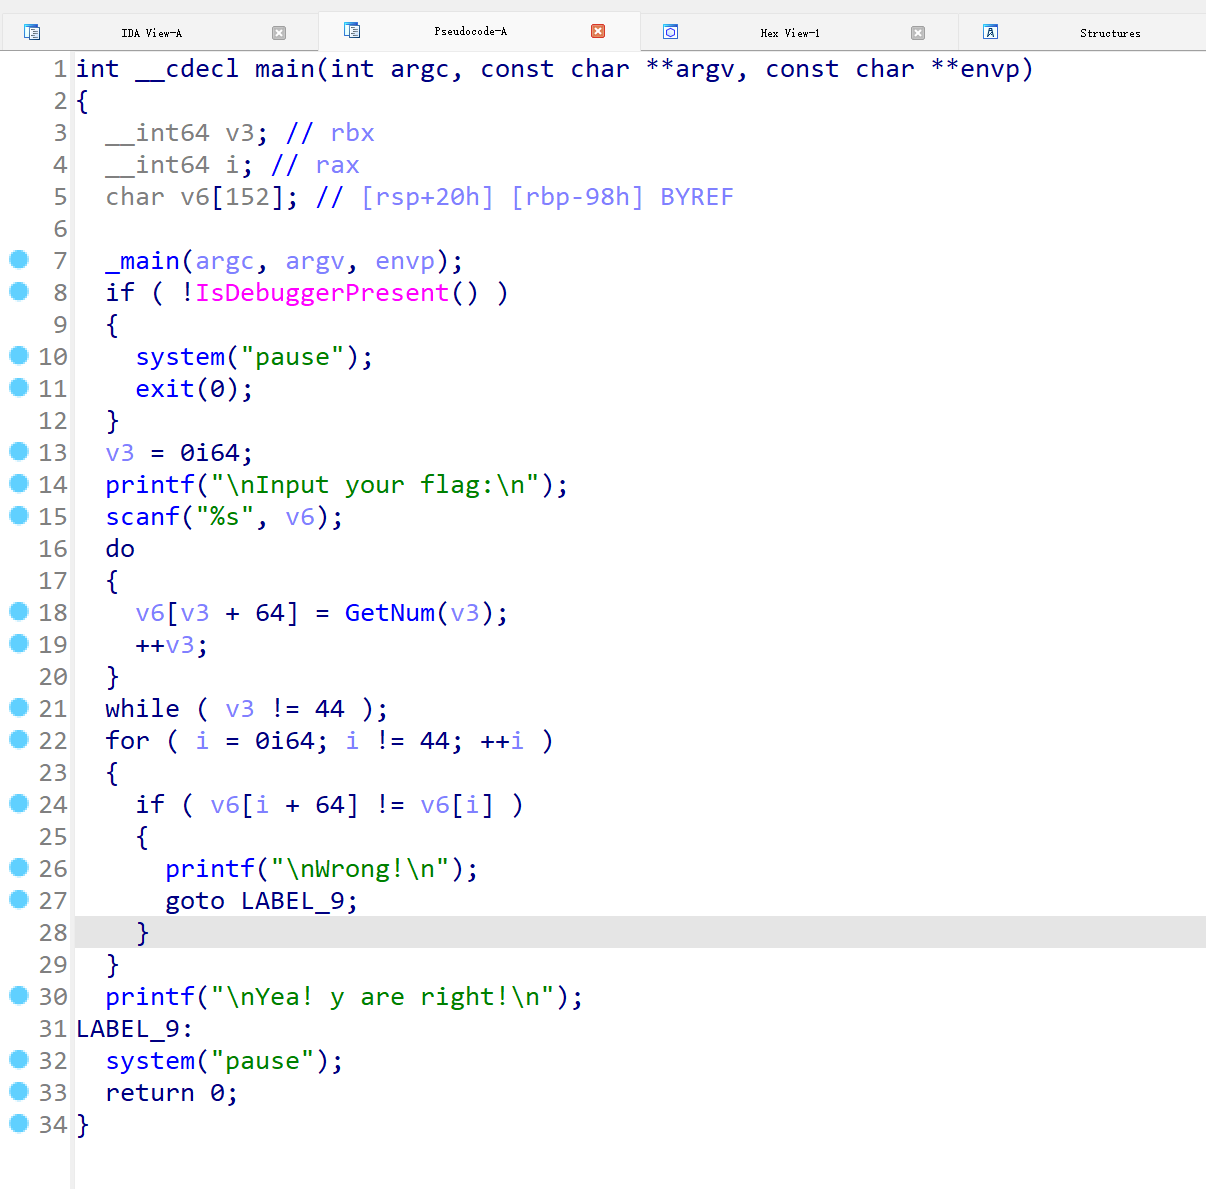 IDA View-A Pseudocode-A Hex View-1 Structures
1 int __cdecl main(int argc, const char **argv, const char **envp)
2 {
3   __int64 v3; // rbx
4   __int64 i; // rax
5   char v6[152]; // [rsp+20h] [rbp-98h] BYREF
6
7   _main(argc, argv, envp);
8   if ( !IsDebuggerPresent() )
9   {
10     system("pause");
11     exit(0);
12   }
13   v3 = 0i64;
14   printf("\nInput your flag:\n");
15   scanf("%s", v6);
16   do
17   {
18     v6[v3 + 64] = GetNum(v3);
19     ++v3;
20   }
21   while ( v3 != 44 );
22   for ( i = 0i64; i != 44; ++i )
23   {
24     if ( v6[i + 64] != v6[i] )
25     {
26       printf("\nWrong!\n");
27       goto LABEL_9;
28     }
29   }
30   printf("\nYea! y are right!\n");
31 LABEL_9:
32   system("pause");
33   return 0;
34 }